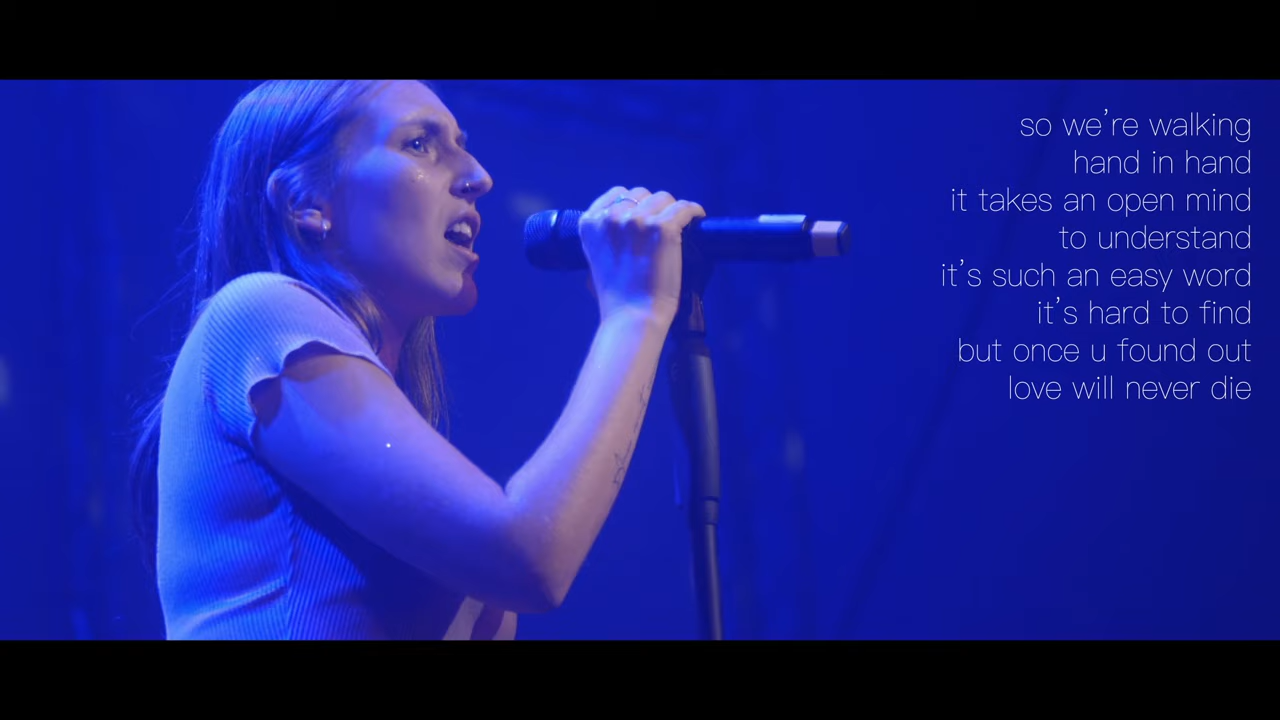 so we're walking
hand in hand
it takes an open mind
to understand
it's such an easy word
it's hard to find
but once u found out
love will never die